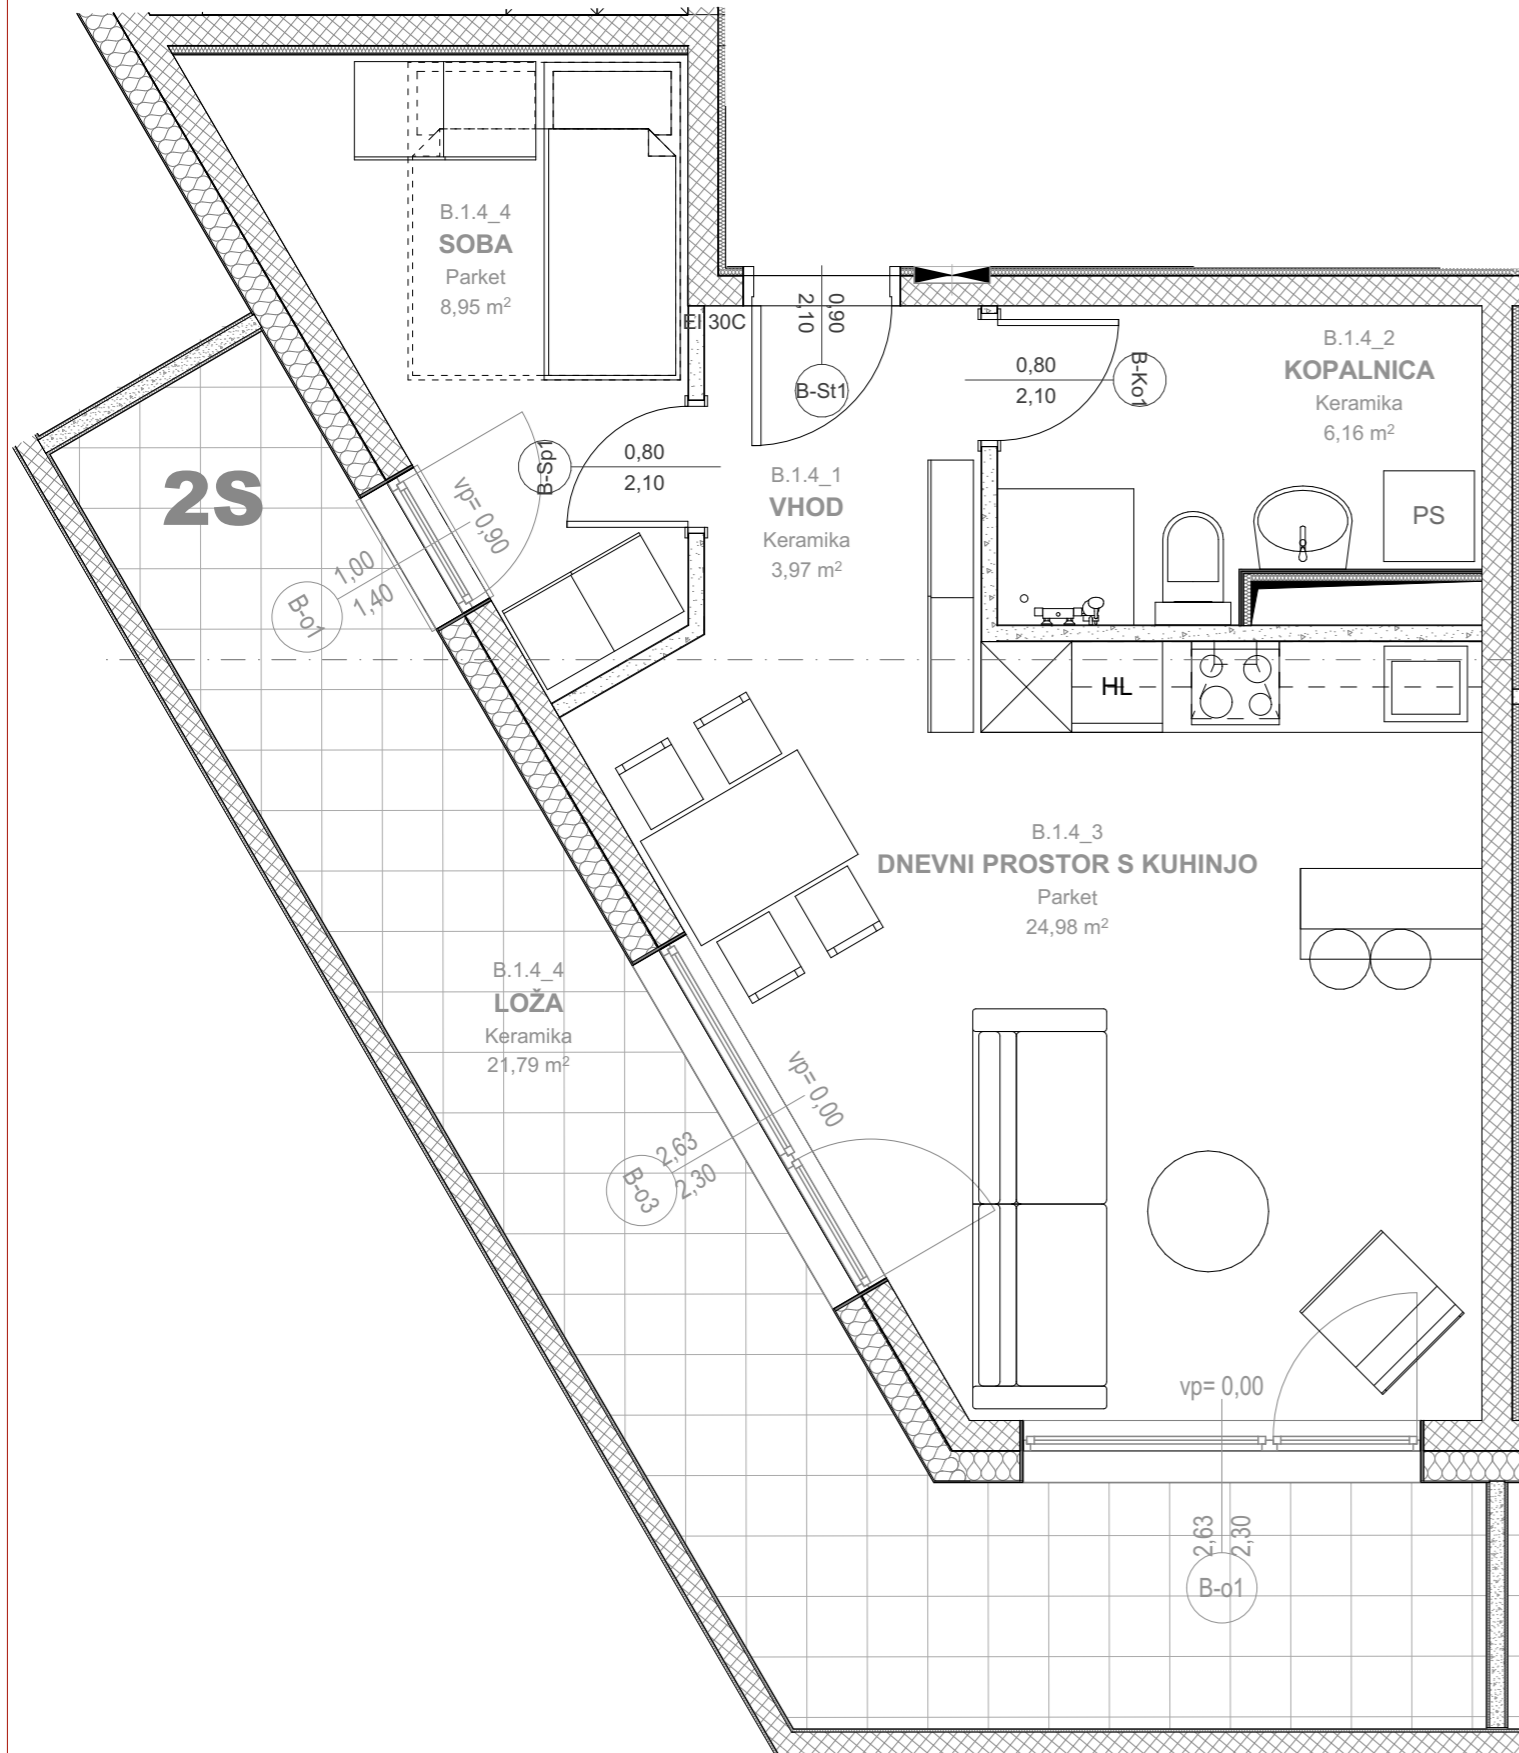 B.1.4_4
SOBA
Parket
8,95 m²
EI 30C
0,90
2,10
B-St1
0,80
2,10
B-Ko1
B.1.4_2
KOPALNICA
Keramika
6,16 m²
PS
2S
B-Sp1
0,80
2,10
vp= 0,90
1,00
1,40
B-o1
B.1.4_1
VHOD
Keramika
3,97 m²
HL
B.1.4_3
DNEVNI PROSTOR S KUHINJO
Parket
24,98 m²
B.1.4_4
LOŽA
Keramika
21,79 m²
vp= 0,00
2,63
2,30
B-o3
vp= 0,00
2,63
2,30
B-o1